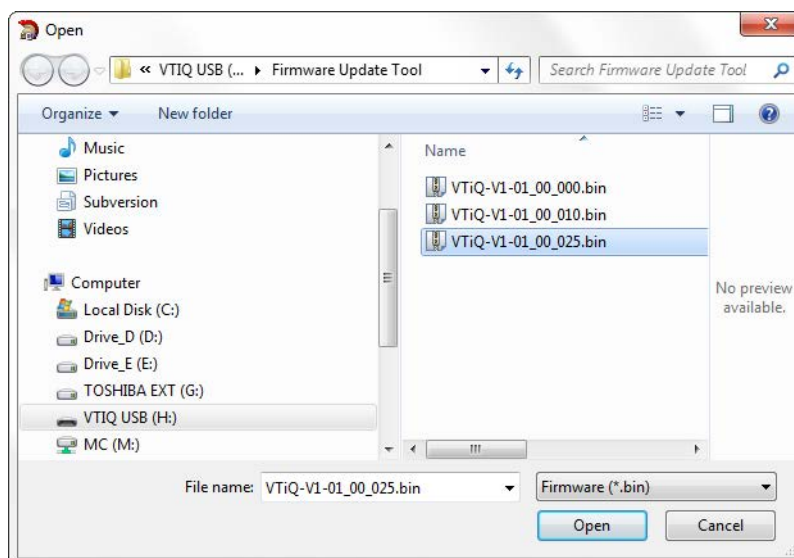 Open
« VTIQ USB (... ▸ Firmware Update Tool
Search Firmware Update Tool
Organize
New folder
Music
Pictures
Subversion
Videos
Computer
Local Disk (C:)
Drive_D (D:)
Drive_E (E:)
TOSHIBA EXT (G:)
VTIQ USB (H:)
MC (M:)
Name
VTiQ-V1-01_00_000.bin
VTiQ-V1-01_00_010.bin
VTiQ-V1-01_00_025.bin
No preview
available.
File name: VTiQ-V1-01_00_025.bin
Firmware (*.bin)
Open
Cancel